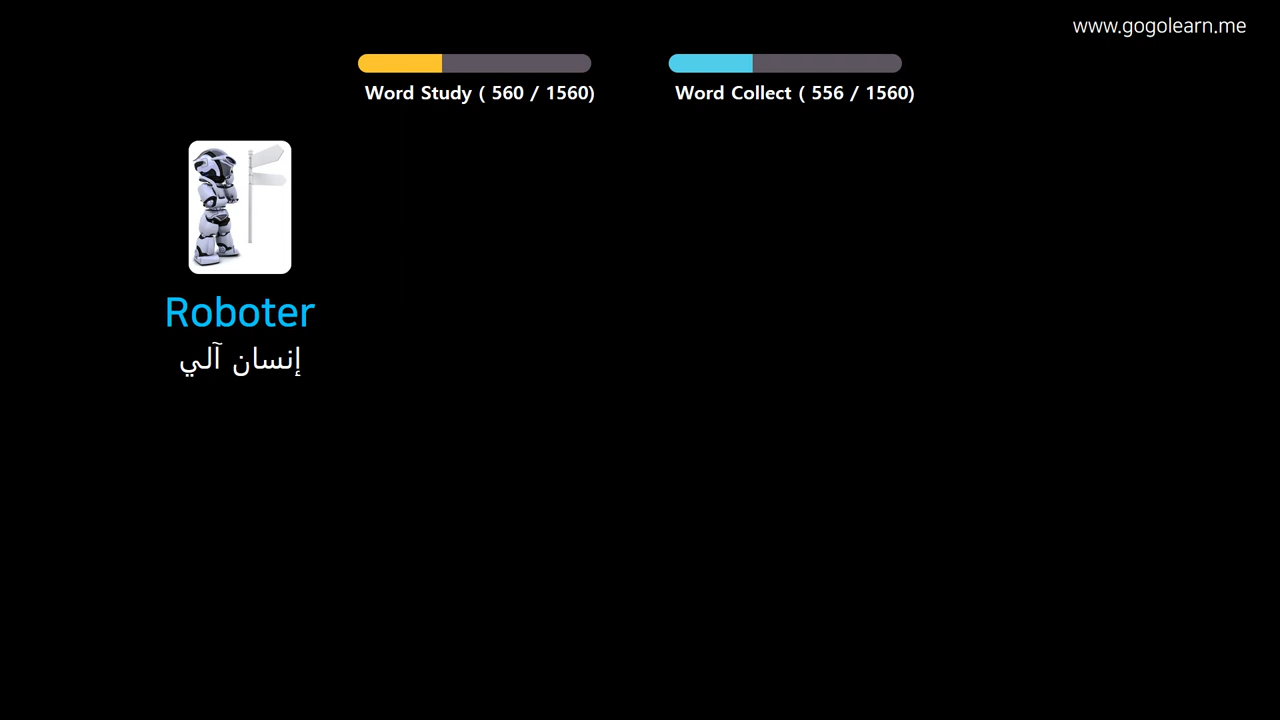 www.gogolearn.me
Word Study ( 560 / 1560)
Word Collect ( 556 / 1560)
Roboter
إنسان آلي